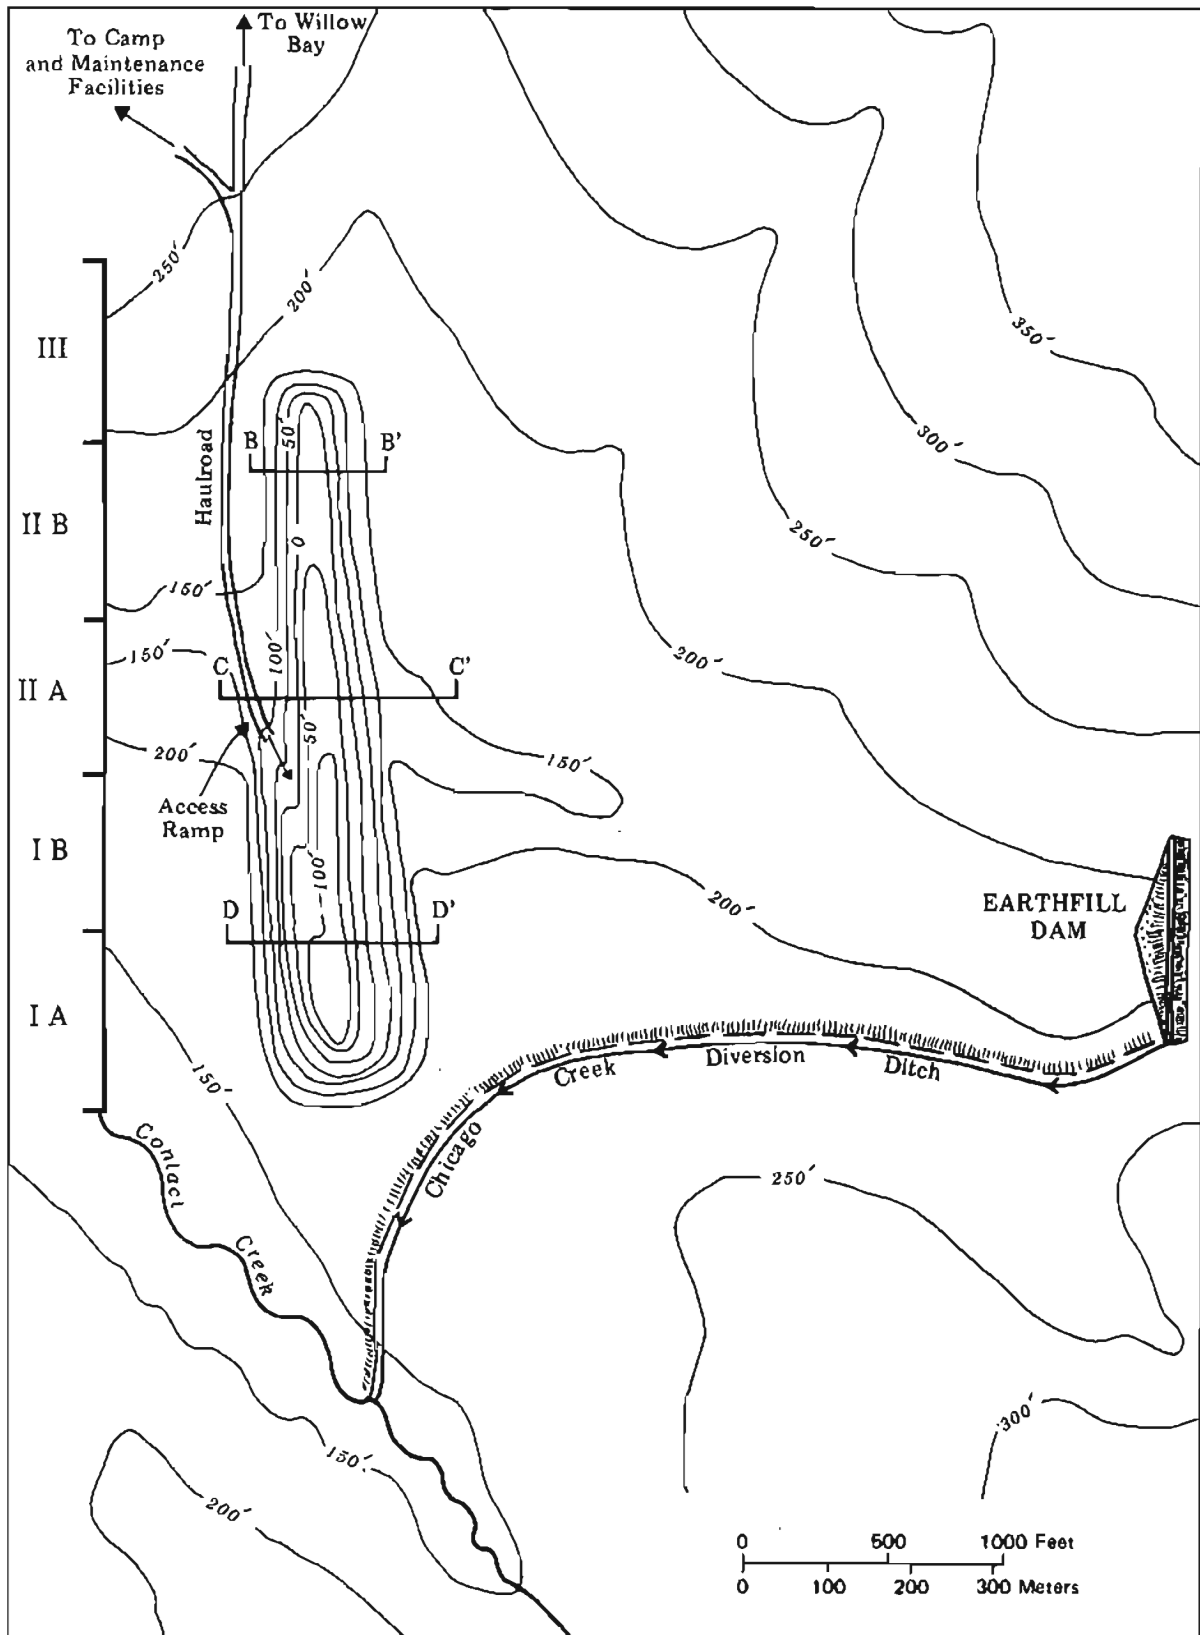 To Willow
Bay
To Camp
and Maintenance
Facilities
250'
200'
350'
III
B
50'
B'
300'
Haulroad
II B
0
250'
150'
150'
C
100'
C'
200'
II A
50'
200'
150'
Access
Ramp
I B
100'
200'
EARTHFILL
DAM
D
D'
I A
Creek
Diversion
Ditch
150'
Contact
Chicago
250'
Creek
300'
150'
200'
0 500 1000 Feet
0 100 200 300 Meters